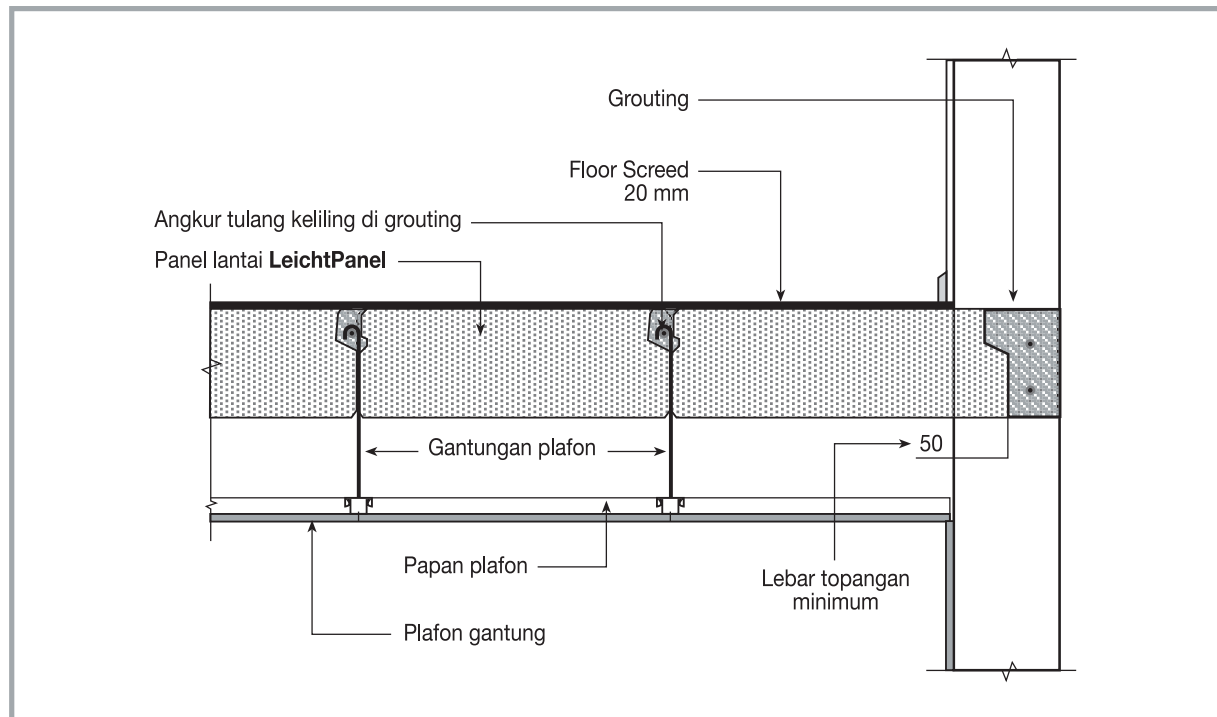 Grouting
Floor Screed
20 mm
Angkur tulang keliling di grouting
Panel lantai LeichtPanel
Gantungan plafon
50
Papan plafon
Lebar topangan
minimum
Plafon gantung